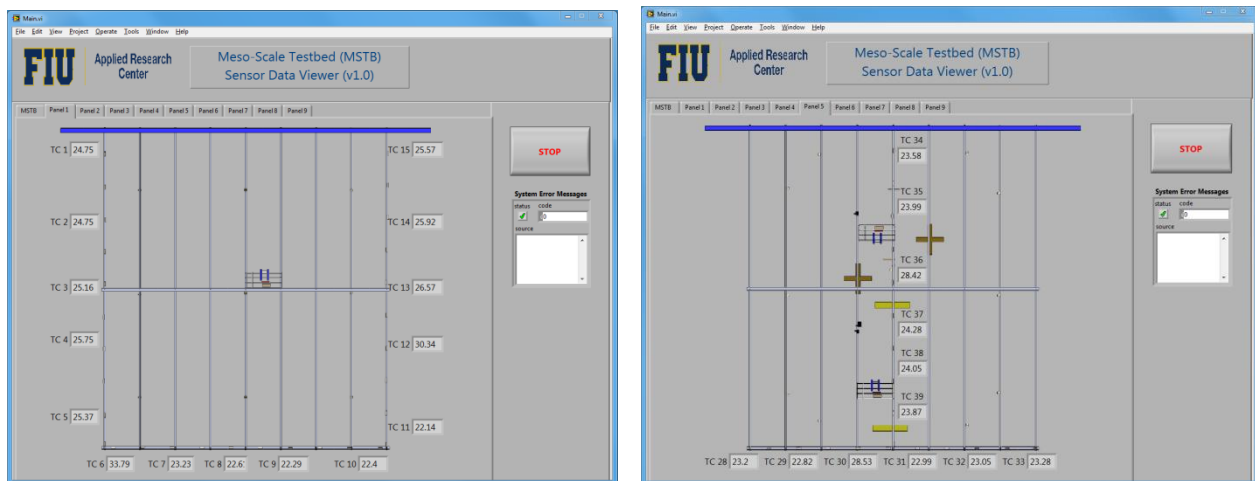 Main.vi
File Edit View Project Operate Tools Window Help
FIU
Applied Research
Center
Meso-Scale Testbed (MSTB)
Sensor Data Viewer (v1.0)
MSTB Panel 1 Panel 2 Panel 3 Panel 4 Panel 5 Panel 6 Panel 7 Panel 8 Panel 9
TC 1 24.75
TC 15 25.57
TC 2 24.75
TC 14 25.92
TC 3 25.16
TC 13 26.57
TC 4 25.75
TC 12 30.34
TC 5 25.37
TC 11 22.14
TC 6 33.79 TC 7 23.23 TC 8 22.6 TC 9 22.29 TC 10 22.4
STOP
System Error Messages
status code
0
source
Main.vi
File Edit View Project Operate Tools Window Help
FIU
Applied Research
Center
Meso-Scale Testbed (MSTB)
Sensor Data Viewer (v1.0)
MSTB Panel 1 Panel 2 Panel 3 Panel 4 Panel 5 Panel 6 Panel 7 Panel 8 Panel 9
TC 34
23.58
TC 35
23.99
TC 36
28.42
TC 37
24.28
TC 38
24.05
TC 39
23.87
TC 28 23.2 TC 29 22.82 TC 30 28.53 TC 31 22.99 TC 32 23.05 TC 33 23.28
STOP
System Error Messages
status code
0
source